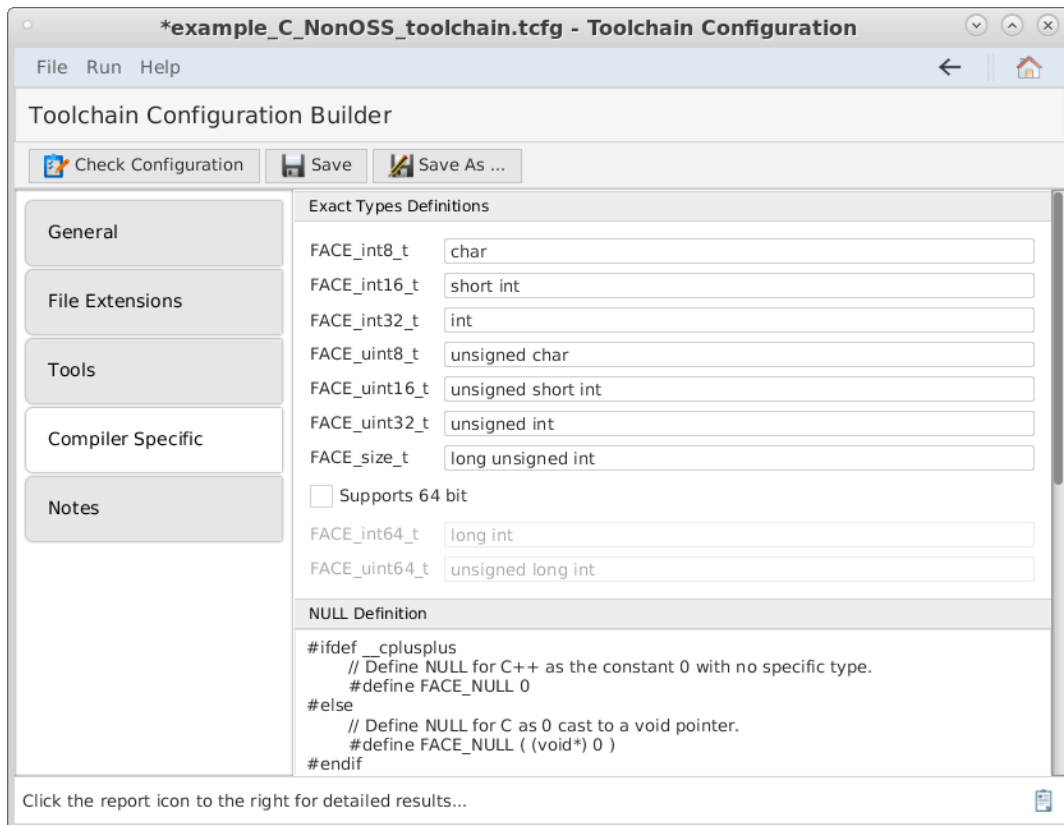 *example_C_NonOSS_toolchain.tcfg - Toolchain Configuration
File Run Help
Toolchain Configuration Builder
Check Configuration Save Save As ...
General
File Extensions
Tools
Compiler Specific
Notes
Exact Types Definitions
FACE_int8_t char
FACE_int16_t short int
FACE_int32_t int
FACE_uint8_t unsigned char
FACE_uint16_t unsigned short int
FACE_uint32_t unsigned int
FACE_size_t long unsigned int
Supports 64 bit
FACE_int64_t long int
FACE_uint64_t unsigned long int
NULL Definition
#ifdef __cplusplus
// Define NULL for C++ as the constant 0 with no specific type.
#define FACE_NULL 0
#else
// Define NULL for C as 0 cast to a void pointer.
#define FACE_NULL ( (void*) 0 )
#endif
Click the report icon to the right for detailed results...